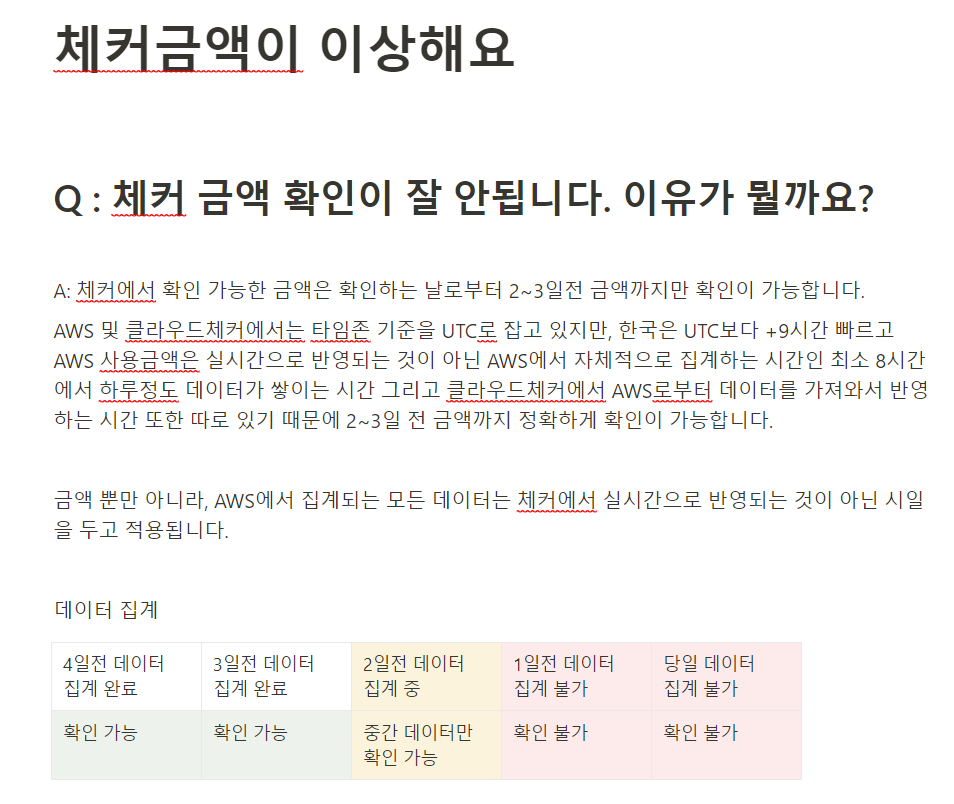 체커금액이 이상해요
Q : 체커 금액 확인이 잘 안됩니다. 이유가 뭘까요?
A: 체커에서 확인 가능한 금액은 확인하는 날로부터 2~3일전 금액까지만 확인이 가능합니다.
AWS 및 클라우드체커에서는 타임존 기준을 UTC로 잡고 있지만, 한국은 UTC보다 +9시간 빠르고
AWS 사용금액은 실시간으로 반영되는 것이 아닌 AWS에서 자체적으로 집계하는 시간인 최소 8시간
에서 하루정도 데이터가 쌓이는 시간 그리고 클라우드체커에서 AWS로부터 데이터를 가져와서 반영
하는 시간 또한 따로 있기 때문에 2~3일 전 금액까지 정확하게 확인이 가능합니다.
금액 뿐만 아니라, AWS에서 집계되는 모든 데이터는 체커에서 실시간으로 반영되는 것이 아닌 시일
을 두고 적용됩니다.
데이터 집계
4일전 데이터 3일전 데이터 2일전 데이터 1일전 데이터 당일 데이터
집계 완료 집계 완료 집계 중 집계 불가 집계 불가
확인 가능 확인 가능 중간 데이터만 확인 불가 확인 불가
확인 가능